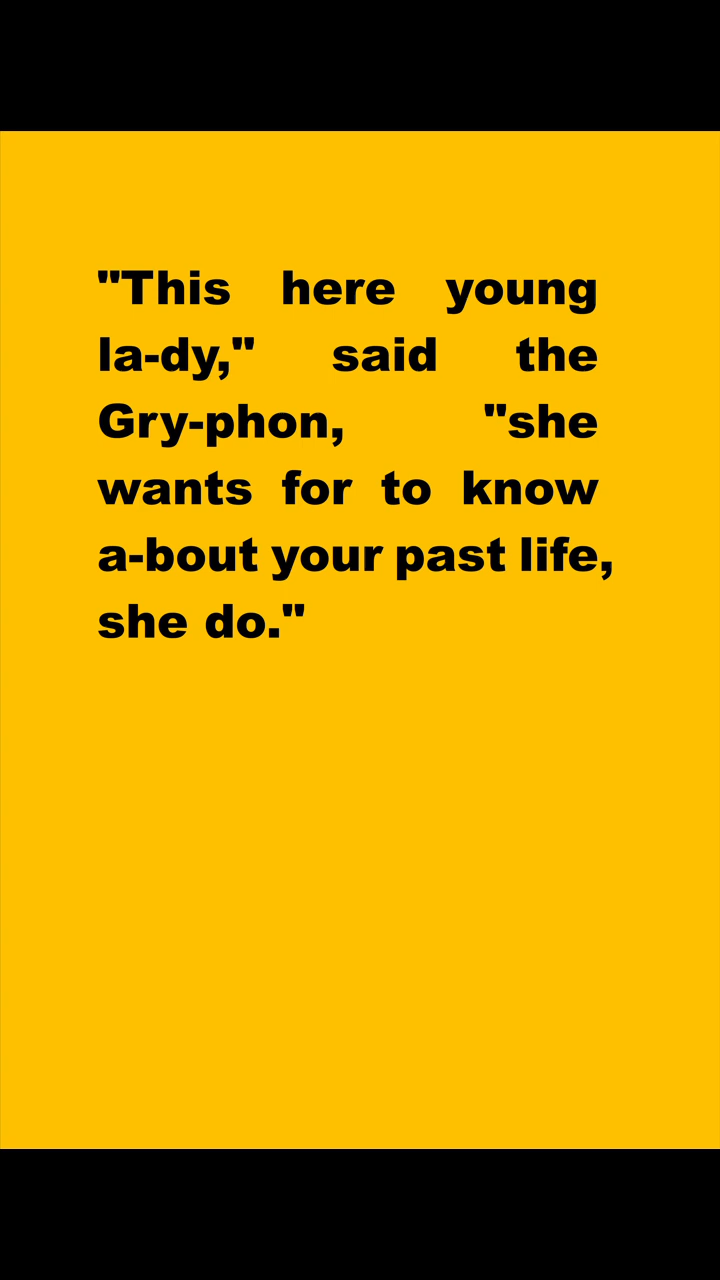 "This here young
la-dy," said the
Gry-phon, "she
wants for to know
a-bout your past life,
she do."